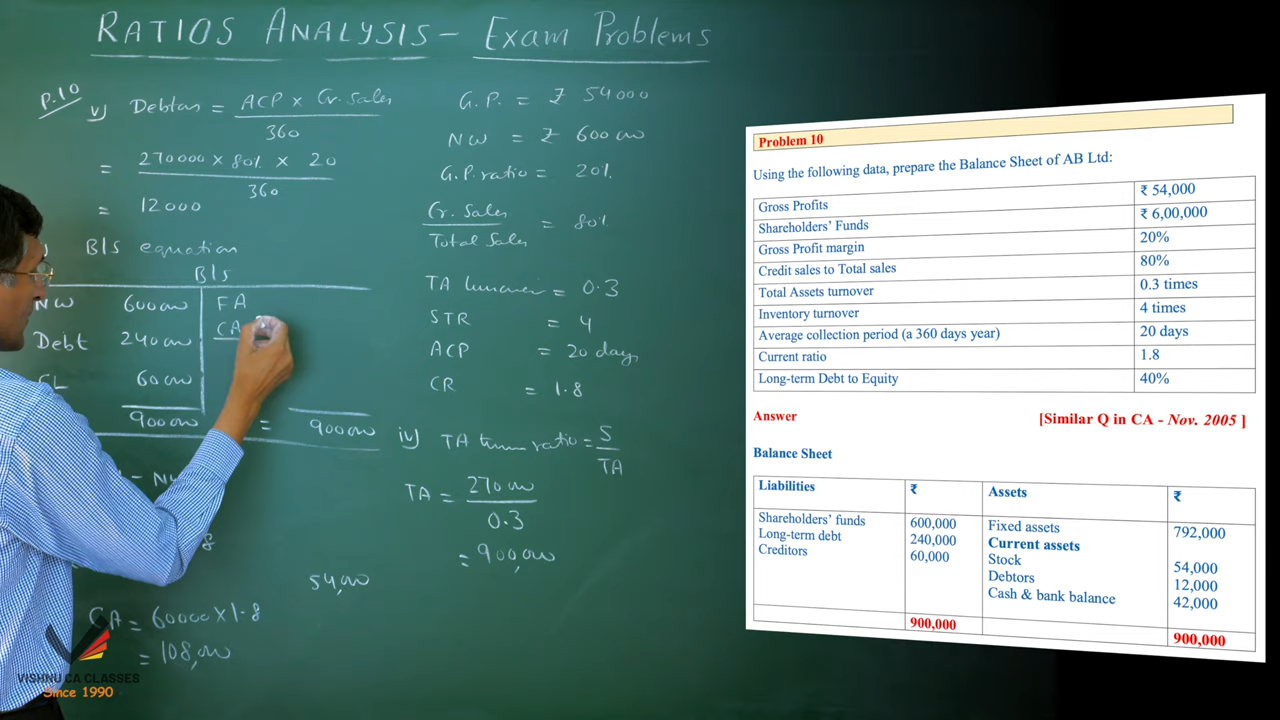 RATIOS ANALYSIS – Exam Problems
P.10
v) Debtors = ACP × Cr. Sales
360
= 270000 × 80% × 20
360
= 12000
) B/s equation
B/s
NW 600000 FA
Debt 240000 CA
CL 60000
900000 = 900000
CA = 60000 × 1.8
= 108,000
54,000
G.P. = ₹ 54000
NW = ₹ 600000
G.P. ratio = 20%
Cr. Sales
Total Sales = 80%
TA turnover = 0.3
STR = 4
ACP = 20 days
CR = 1.8
iv) TA turn ratio = S
TA
TA = 270000
0.3
= 900,000
VISHNU CA CLASSES
Since 1990
Problem 10
Using the following data, prepare the Balance Sheet of AB Ltd:
Gross Profits ₹ 54,000
Shareholders' Funds ₹ 6,00,000
Gross Profit margin 20%
Credit sales to Total sales 80%
Total Assets turnover 0.3 times
Inventory turnover 4 times
Average collection period (a 360 days year) 20 days
Current ratio 1.8
Long-term Debt to Equity 40%
Answer [Similar Q in CA - Nov. 2005 ]
Balance Sheet
Liabilities ₹ Assets ₹
Shareholders' funds 600,000 Fixed assets 792,000
Long-term debt 240,000 Current assets
Creditors 60,000 Stock 54,000
Debtors 12,000
Cash & bank balance 42,000
900,000 900,000